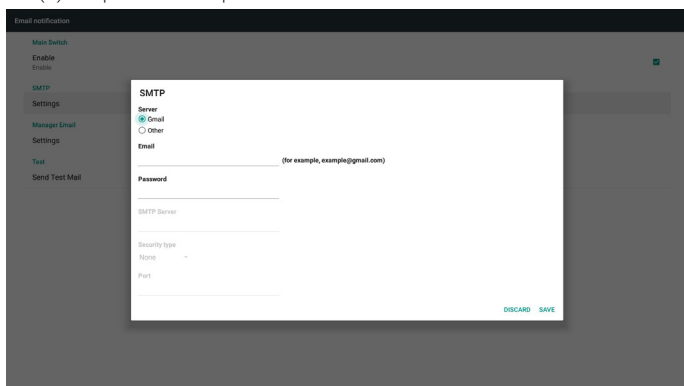 Email notification
Main Switch
Enable
Enable
SMTP
Settings
Manager Email
Settings
Test
Send Test Mail
SMTP
Server
Gmail
Other
Email
(for example, example@gmail.com)
Password
SMTP Server
Security type
None
Port
DISCARD SAVE